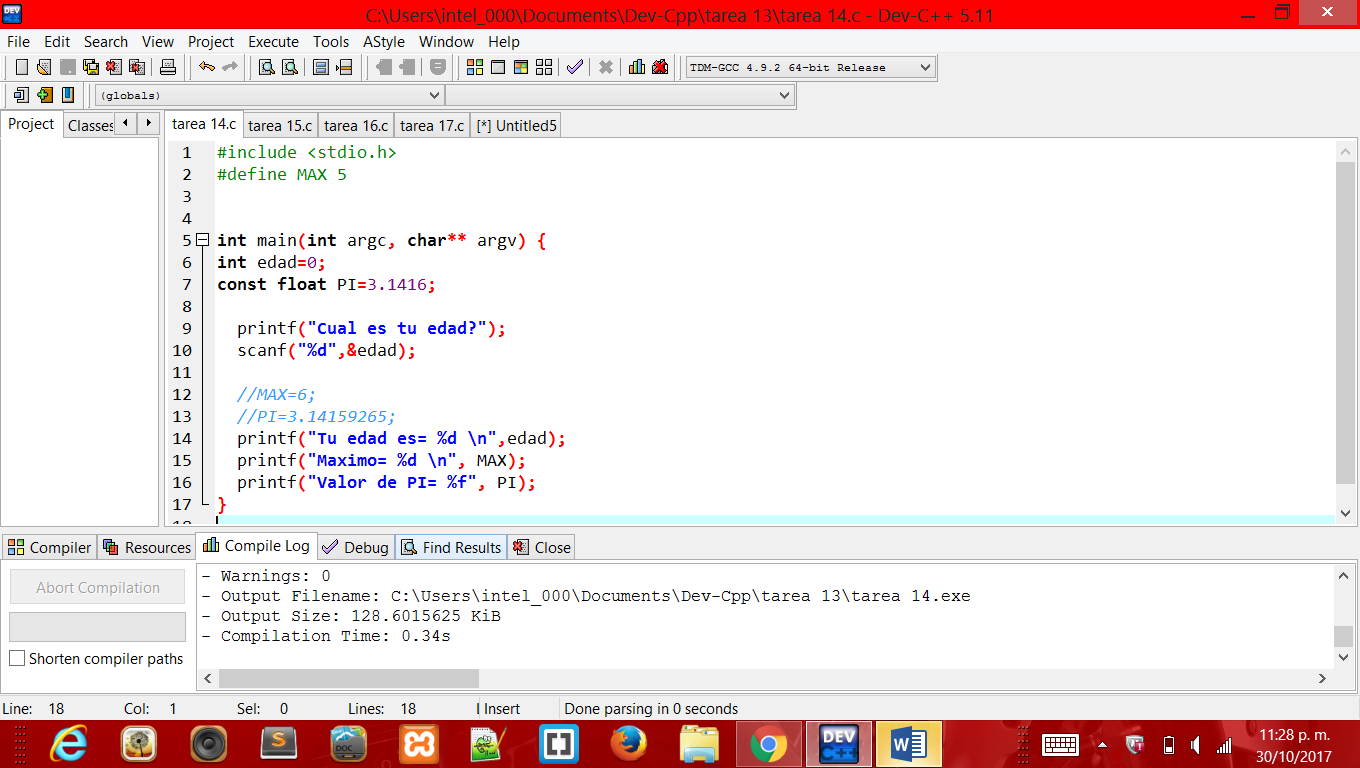 C:\Users\intel_000\Documents\Dev-Cpp\tarea 13\tarea 14.c - Dev-C++ 5.11
File Edit Search View Project Execute Tools AStyle Window Help
TDM-GCC 4.9.2 64-bit Release
(globals)
Project Classes tarea 14.c tarea 15.c tarea 16.c tarea 17.c [*] Untitled5
1 #include <stdio.h>
2 #define MAX 5
3
4
5 int main(int argc, char** argv) {
6 int edad=0;
7 const float PI=3.1416;
8
9 printf("Cual es tu edad?");
10 scanf("%d",&edad);
11
12 //MAX=6;
13 //PI=3.14159265;
14 printf("Tu edad es= %d \n",edad);
15 printf("Maximo= %d \n", MAX);
16 printf("Valor de PI= %f", PI);
17 }
18
Compiler Resources Compile Log Debug Find Results Close
Abort Compilation
Shorten compiler paths
- Warnings: 0
- Output Filename: C:\Users\intel_000\Documents\Dev-Cpp\tarea 13\tarea 14.exe
- Output Size: 128.6015625 KiB
- Compilation Time: 0.34s
Line: 18 Col: 1 Sel: 0 Lines: 18 Insert Done parsing in 0 seconds
DEV C++
DOC
S
W
11:28 p. m.
30/10/2017